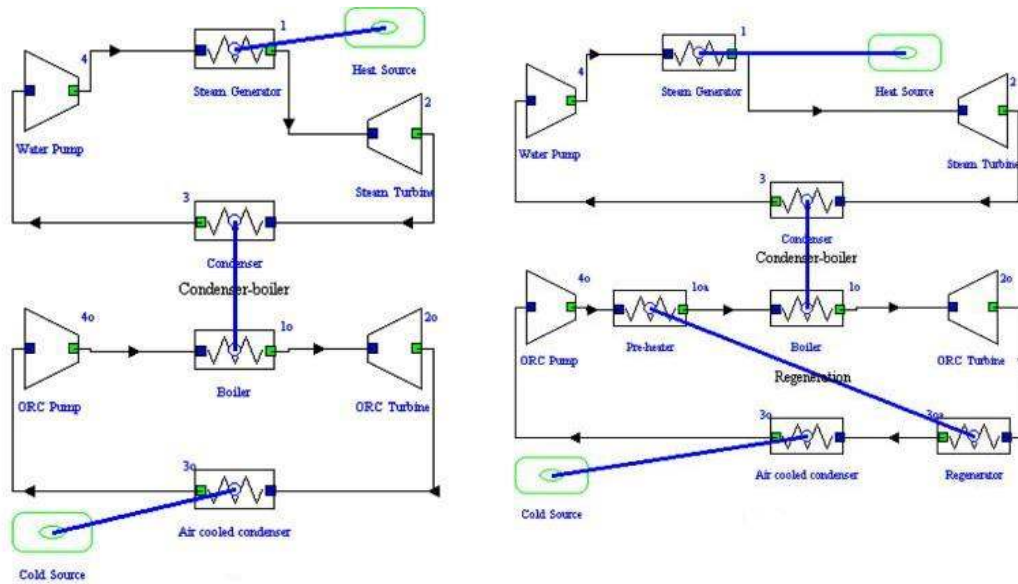 1
4
Heat Source
Steam Generator
2
Water Pump
Steam Turbine
3
Condenser
Condenser-boiler
4o
1o
2o
ORC Pump
Boiler
ORC Turbine
3o
Air cooled condenser
Cold Source
1
4
Steam Generator
Heat Source
2
Water Pump
Steam Turbine
3
Condenser
Condenser-boiler
4o
1oa
1o
2o
ORC Pump
Pre-heater
Boiler
ORC Turbine
Regeneration
3o
3oa
Air cooled condenser
Regenerator
Cold Source